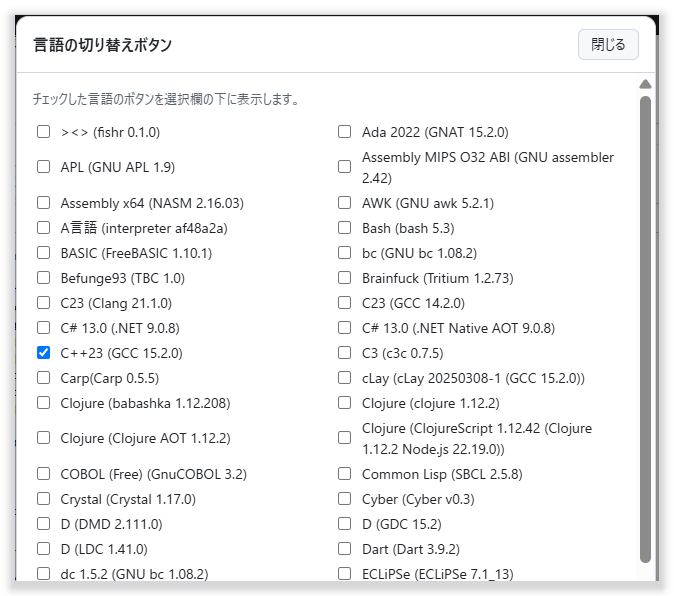 言語の切り替えボタン
閉じる
チェックした言語のボタンを選択欄の下に表示します。
><> (fishr 0.1.0)
Ada 2022 (GNAT 15.2.0)
APL (GNU APL 1.9)
Assembly MIPS O32 ABI (GNU assembler
2.42)
Assembly x64 (NASM 2.16.03)
AWK (GNU awk 5.2.1)
A言語 (interpreter af48a2a)
Bash (bash 5.3)
BASIC (FreeBASIC 1.10.1)
bc (GNU bc 1.08.2)
Befunge93 (TBC 1.0)
Brainfuck (Tritium 1.2.73)
C23 (Clang 21.1.0)
C23 (GCC 14.2.0)
C# 13.0 (.NET 9.0.8)
C# 13.0 (.NET Native AOT 9.0.8)
C++23 (GCC 15.2.0)
C3 (c3c 0.7.5)
Carp(Carp 0.5.5)
cLay (cLay 20250308-1 (GCC 15.2.0))
Clojure (babashka 1.12.208)
Clojure (clojure 1.12.2)
Clojure (Clojure AOT 1.12.2)
Clojure (ClojureScript 1.12.42 (Clojure
1.12.2 Node.js 22.19.0))
COBOL (Free) (GnuCOBOL 3.2)
Common Lisp (SBCL 2.5.8)
Crystal (Crystal 1.17.0)
Cyber (Cyber v0.3)
D (DMD 2.111.0)
D (GDC 15.2)
D (LDC 1.41.0)
Dart (Dart 3.9.2)
dc 1.5.2 (GNU bc 1.08.2)
ECLiPSe (ECLiPSe 7.1_13)